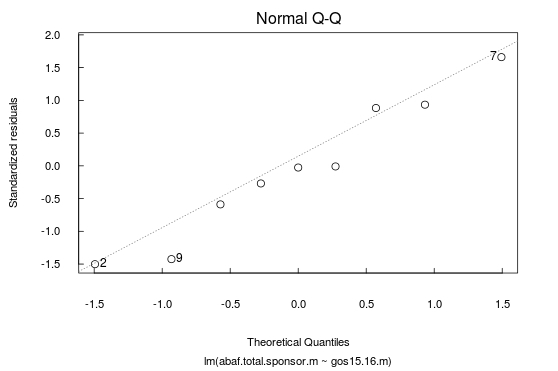 Normal Q-Q
Standardized residuals
2.0
1.5
1.0
0.5
0.0
-0.5
-1.0
-1.5
7
9
2
-1.5 -1.0 -0.5 0.0 0.5 1.0 1.5
Theoretical Quantiles
lm(abaf.total.sponsor.m ~ gos15.16.m)